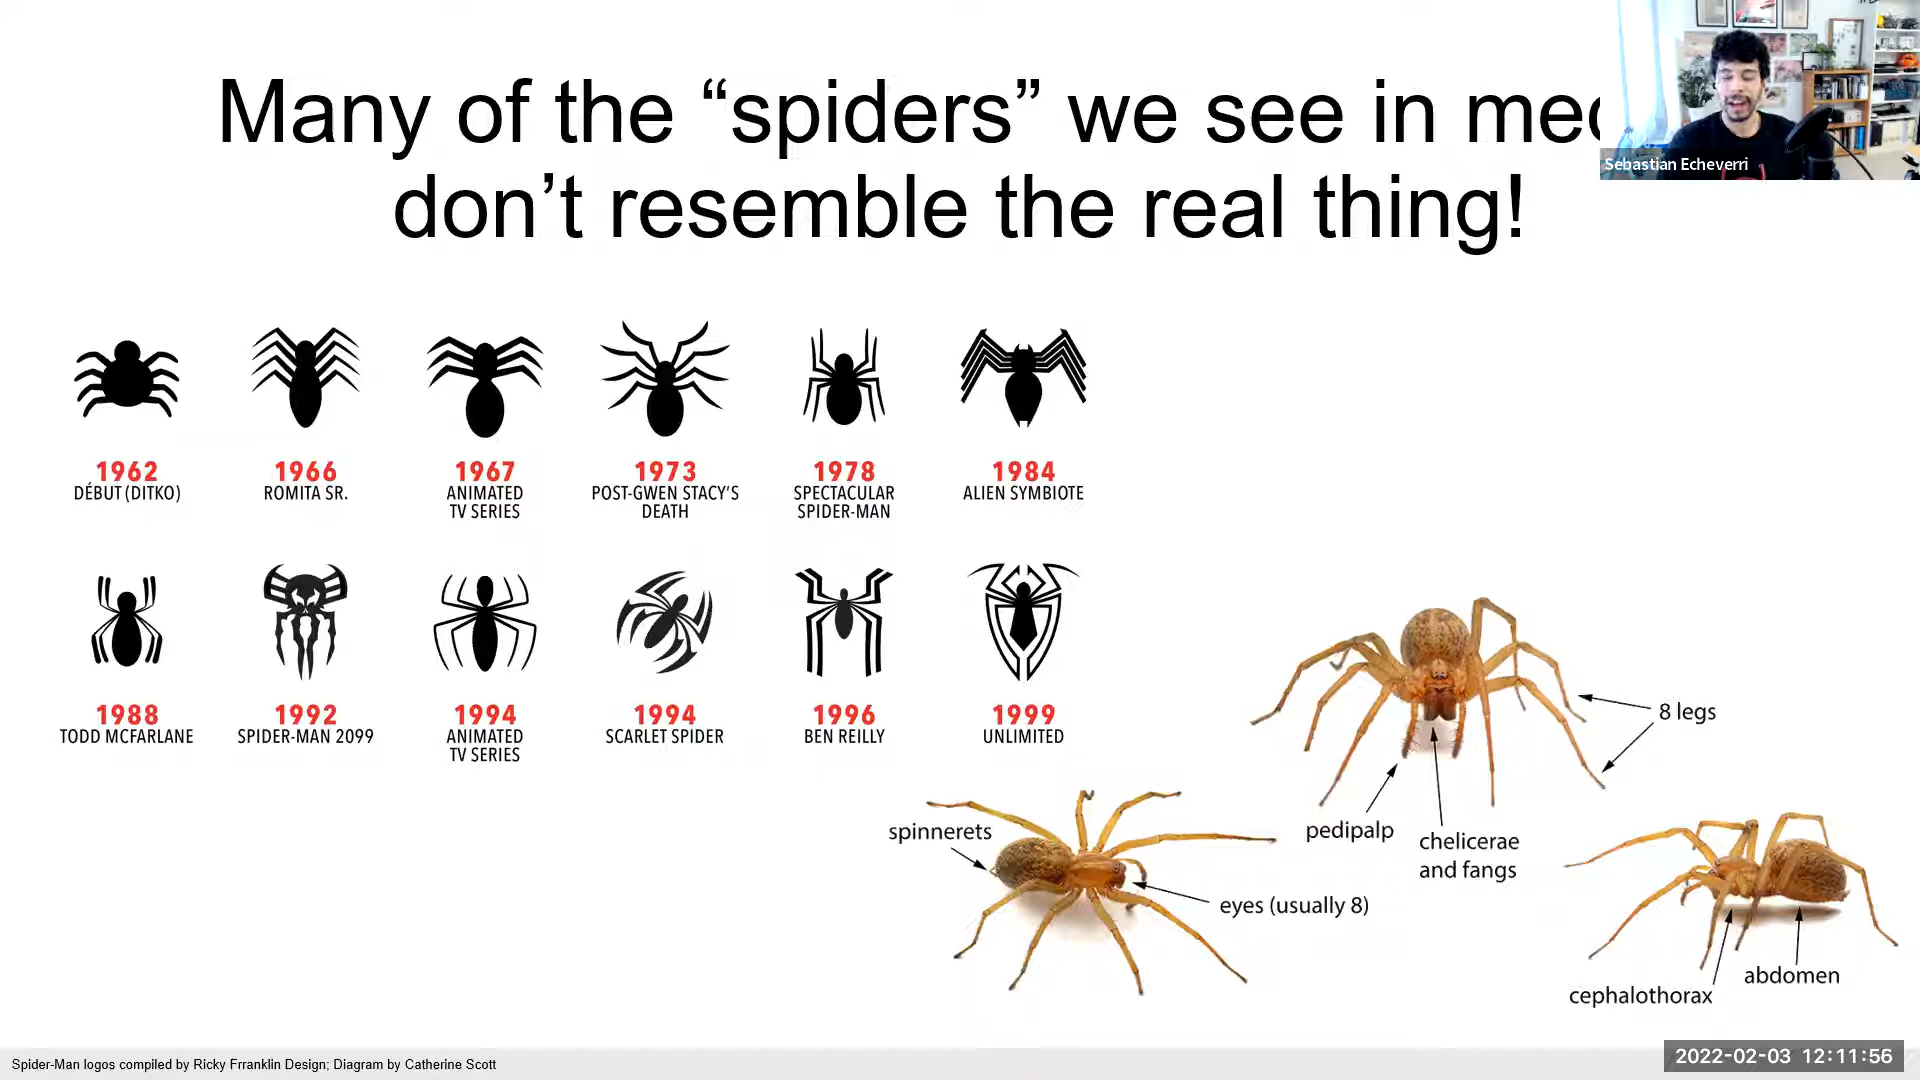 Many of the “spiders” we see in
don’t resemble the real thing!
Sebastian Echeverri
1962
DÉBUT (DITKO)
1966
ROMITA SR.
1967
ANIMATED
TV SERIES
1973
POST-GWEN STACY’S
DEATH
1978
SPECTACULAR
SPIDER-MAN
1984
ALIEN SYMBIOTE
1988
TODD MCFARLANE
1992
SPIDER-MAN 2099
1994
ANIMATED
TV SERIES
1994
SCARLET SPIDER
1996
BEN REILLY
1999
UNLIMITED
8 legs
pedipalp
chelicerae
and fangs
spinnerets
eyes (usually 8)
cephalothorax
abdomen
Spider-Man logos compiled by Ricky Frranklin Design; Diagram by Catherine Scott
2022-02-03 12:11:56